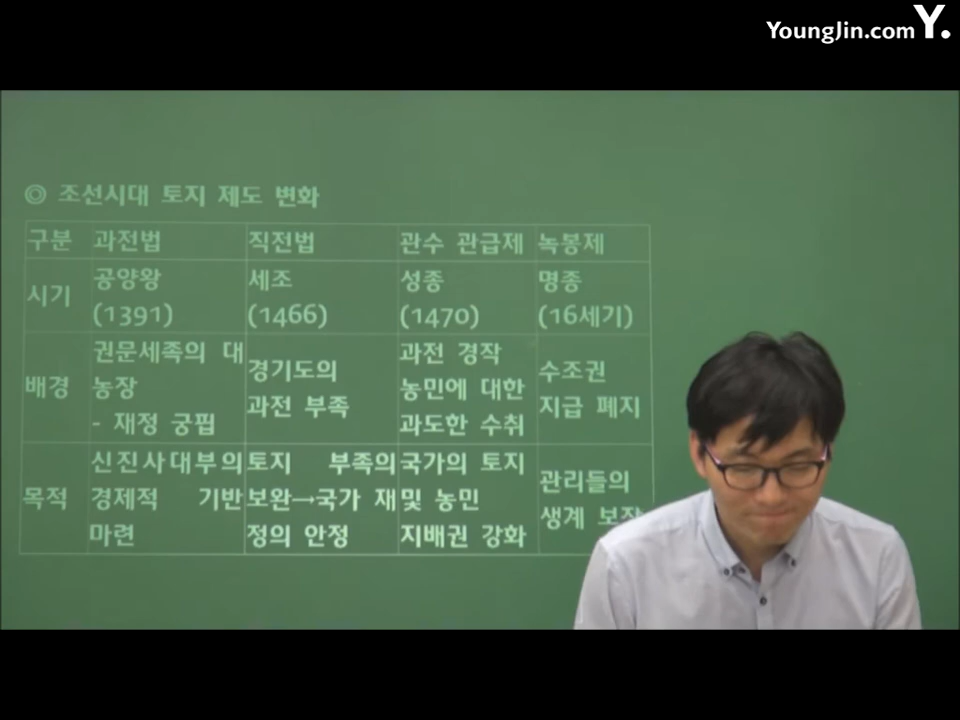 YoungJin.com Y.
◎ 조선시대 토지 제도 변화
구분 과전법 직전법 관수 관급제 녹봉제
시기
공양왕
(1391)
세조
(1466)
성종
(1470)
명종
(16세기)
배경
권문세족의 대
농장
- 재정 궁핍
경기도의
과전 부족
과전 경작
농민에 대한
과도한 수취
수조권
지급 폐지
목적
신진사대부의
경제적 기반
마련
토지 부족의
보완→국가 재
정의 안정
국가의 토지
및 농민
지배권 강화
관리들의
생계 보장